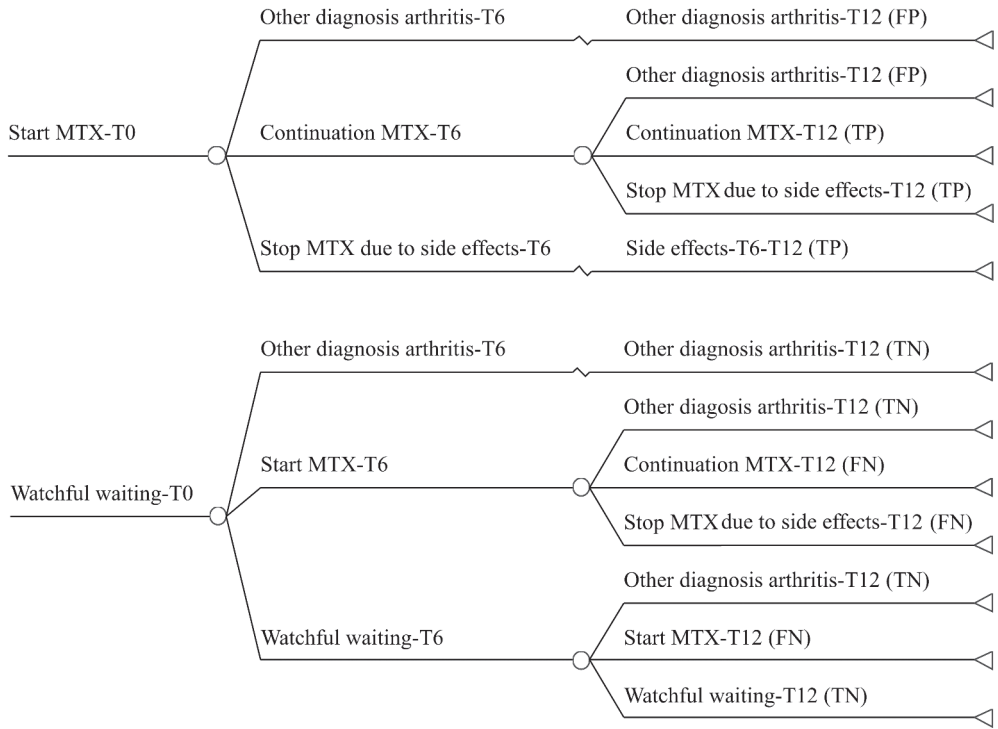 Other diagnosis arthritis-T6
Other diagnosis arthritis-T12 (FP)
Other diagnosis arthritis-T12 (FP)
Start MTX-T0
Continuation MTX-T6
Continuation MTX-T12 (TP)
Stop MTX due to side effects-T12 (TP)
Stop MTX due to side effects-T6
Side effects-T6-T12 (TP)
Other diagnosis arthritis-T6
Other diagnosis arthritis-T12 (TN)
Other diagosis arthritis-T12 (TN)
Start MTX-T6
Continuation MTX-T12 (FN)
Watchful waiting-T0
Stop MTX due to side effects-T12 (FN)
Other diagnosis arthritis-T12 (TN)
Watchful waiting-T6
Start MTX-T12 (FN)
Watchful waiting-T12 (TN)